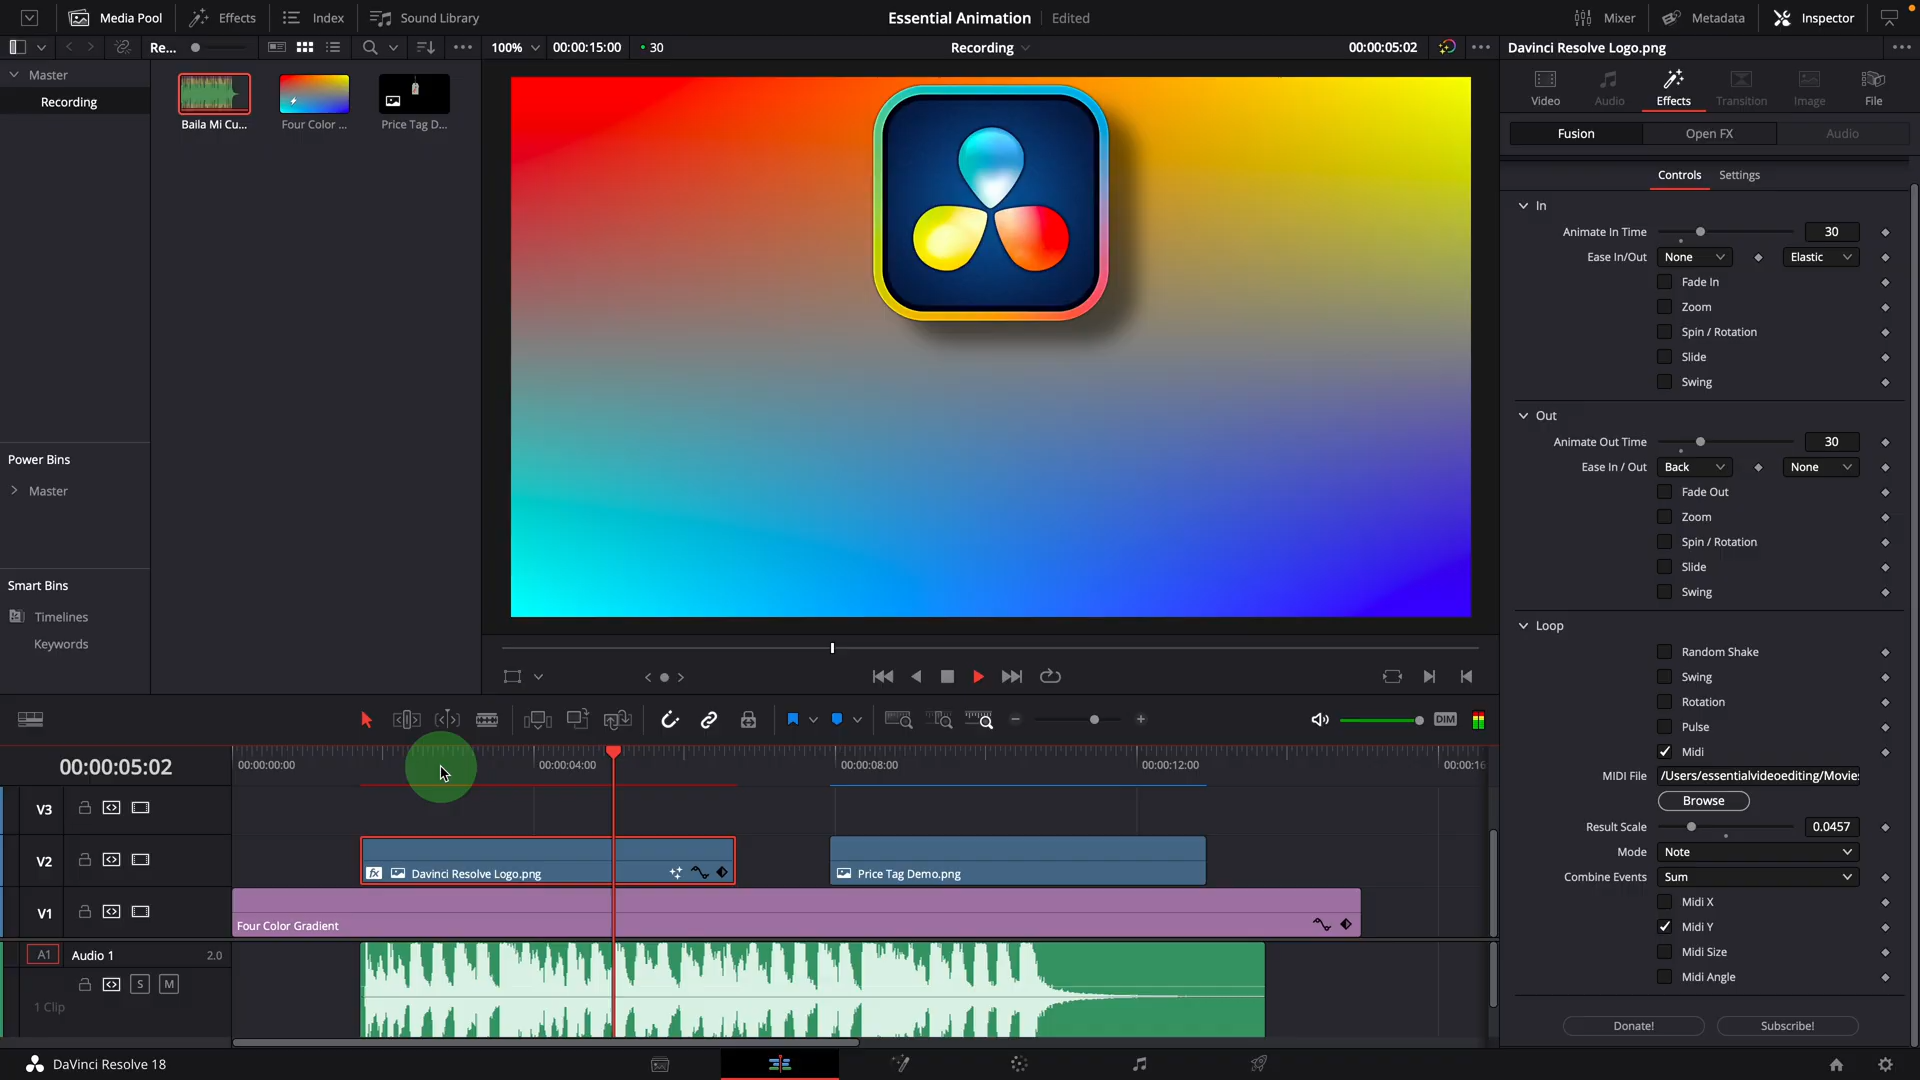 Media Pool
Effects
Index
Sound Library
Essential Animation
Edited
Mixer
Metadata
Inspector
Re...
100%
00:00:15:00
30
Recording
00:00:05:02
Davinci Resolve Logo.png
Master
Recording
Baila Mi Cu...
Four Color ...
Price Tag D...
Power Bins
Master
Smart Bins
Timelines
Keywords
Video
Audio
Effects
Transition
Image
File
Fusion
Open FX
Audio
Controls
Settings
In
Animate In Time
30
Ease In/Out
None
Elastic
Fade In
Zoom
Spin / Rotation
Slide
Swing
Out
Animate Out Time
30
Ease In / Out
Back
None
Fade Out
Zoom
Spin / Rotation
Slide
Swing
Loop
Random Shake
Swing
Rotation
Pulse
Midi
MIDI File
/Users/essentialvideoediting/Movie
Browse
Result Scale
0.0457
Mode
Note
Combine Events
Sum
Midi X
Midi Y
Midi Size
Midi Angle
Donate!
Subscribe!
DIM
00:00:05:02
00:00:00:00
00:00:04:00
00:00:08:00
00:00:12:00
00:00:16
V3
V2
fx
Davinci Resolve Logo.png
Price Tag Demo.png
V1
Four Color Gradient
A1
Audio 1
2.0
S
M
1 Clip
DaVinci Resolve 18